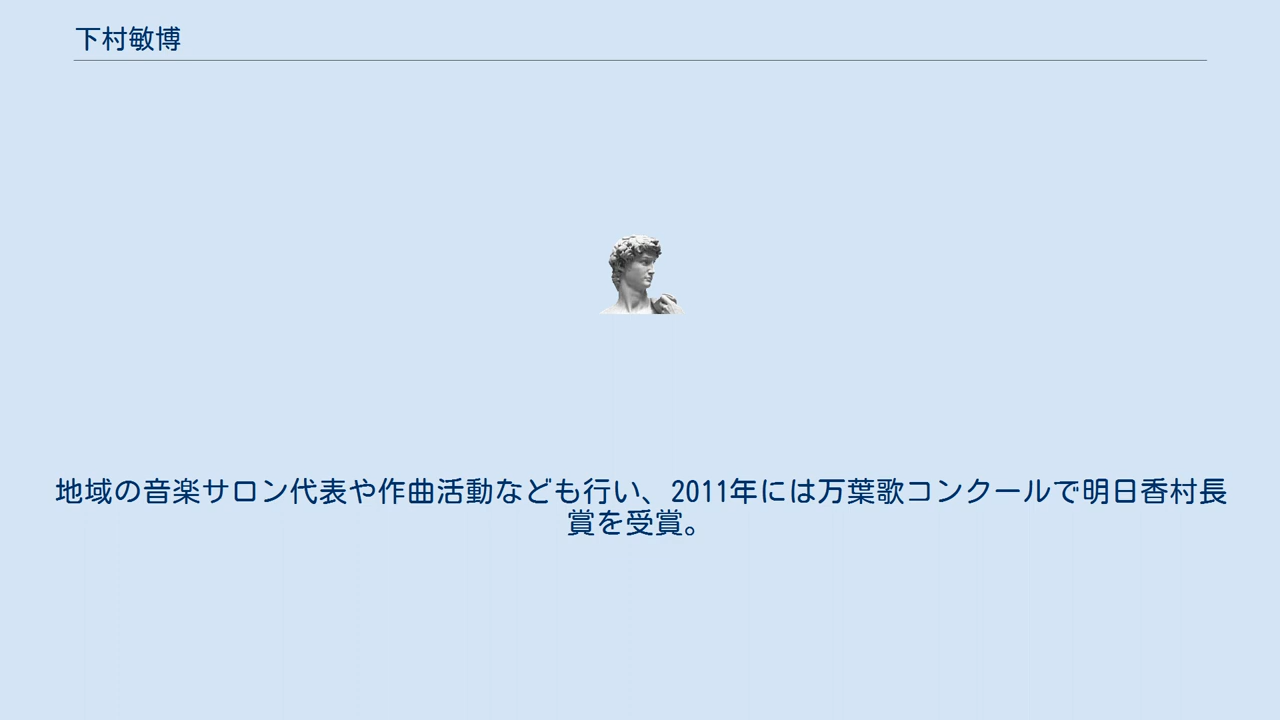 下村敏博
地域の音楽サロン代表や作曲活動なども行い、2011年には万葉歌コンクールで明日香村長
賞を受賞。